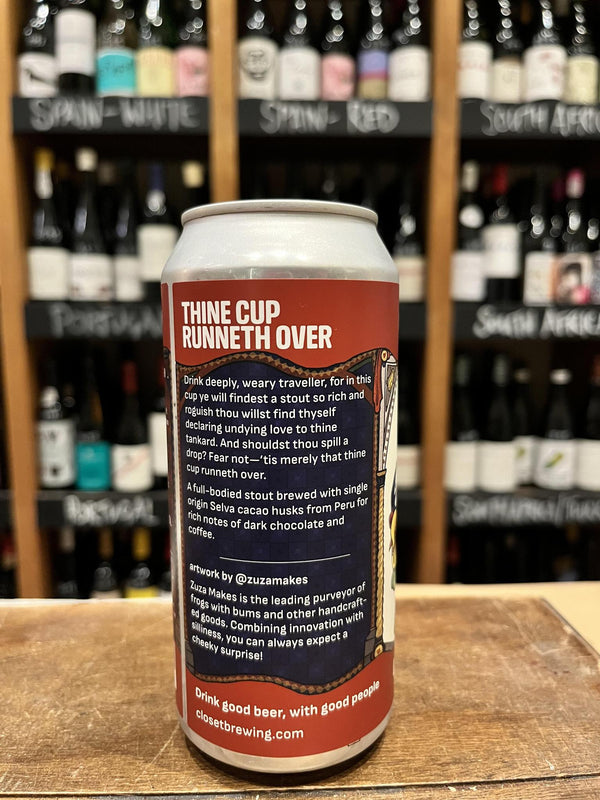 SPAIN-WHITE
SPAIN-RED
SOUTH AFRIC
PORTUGAL
SOUTH AFRICA
PORTUGAL
THINE CUP
RUNNETH OVER
Drink deeply, weary traveller, for in this
cup ye will findest a stout so rich and
roguish thou willst find thyself
declaring undying love to thine
tankard. And shouldst thou spill a
drop? Fear not—'tis merely that thine
cup runneth over.
A full-bodied stout brewed with single
origin Selva cacao husks from Peru for
rich notes of dark chocolate and
coffee.
artwork by @zuzamakes
Zuza Makes is the leading purveyor of
frogs with bums and other handcraft-
ed goods. Combining innovation with
silliness, you can always expect a
cheeky surprise!
Drink good beer, with good people
closetbrewing.com